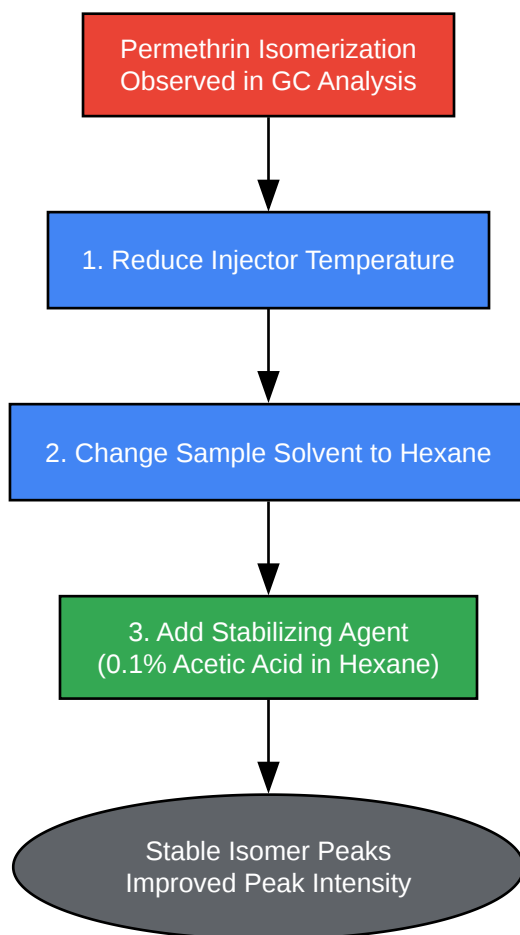 Permethrin Isomerization
Observed in GC Analysis
1. Reduce Injector Temperature
2. Change Sample Solvent to Hexane
3. Add Stabilizing Agent
(0.1% Acetic Acid in Hexane)
Stable Isomer Peaks
Improved Peak Intensity